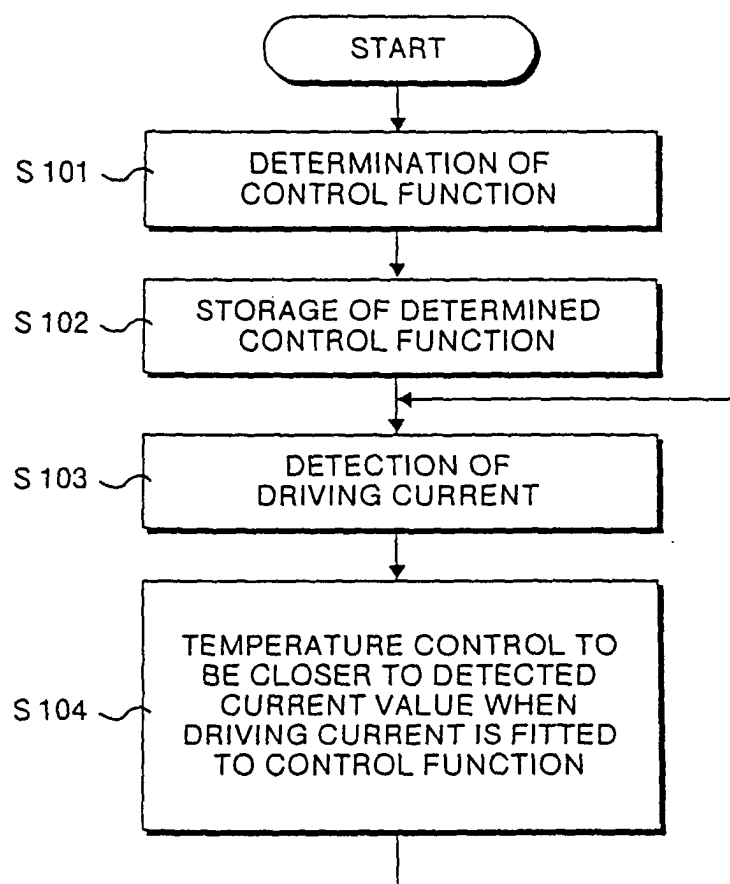 START
S 101
DETERMINATION OF
CONTROL FUNCTION
S 102
STORAGE OF DETERMINED
CONTROL FUNCTION
S 103
DETECTION OF
DRIVING CURRENT
S 104
TEMPERATURE CONTROL TO
BE CLOSER TO DETECTED
CURRENT VALUE WHEN
DRIVING CURRENT IS FITTED
TO CONTROL FUNCTION